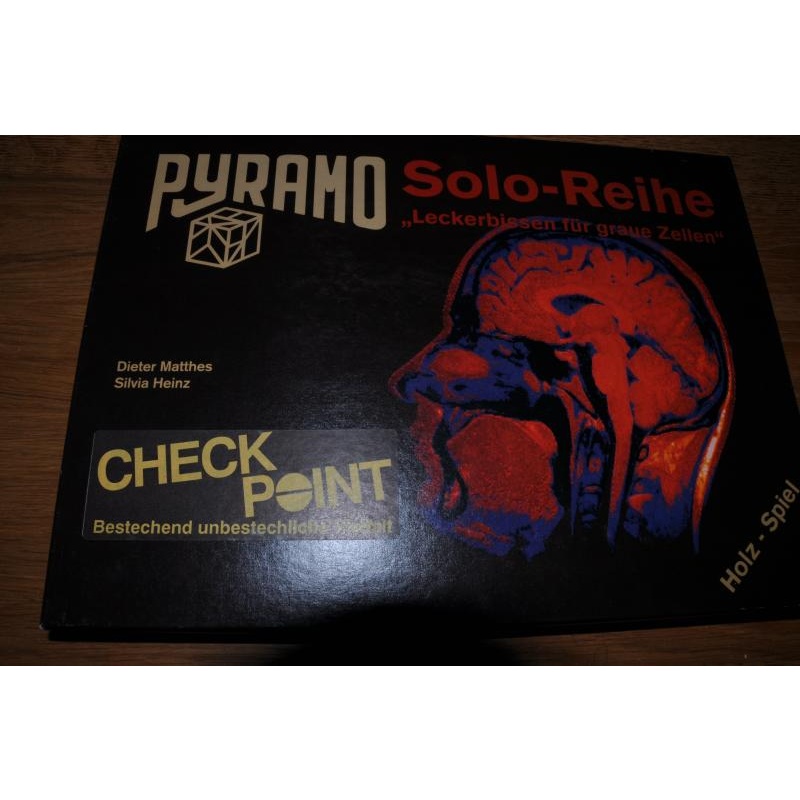 PYRAMO
Solo-Reihe
„Leckerbissen für graue Zellen“
Dieter Matthes
Silvia Heinz
CHECK
POINT
Bestechend unbestechliche
Holz - Spiel